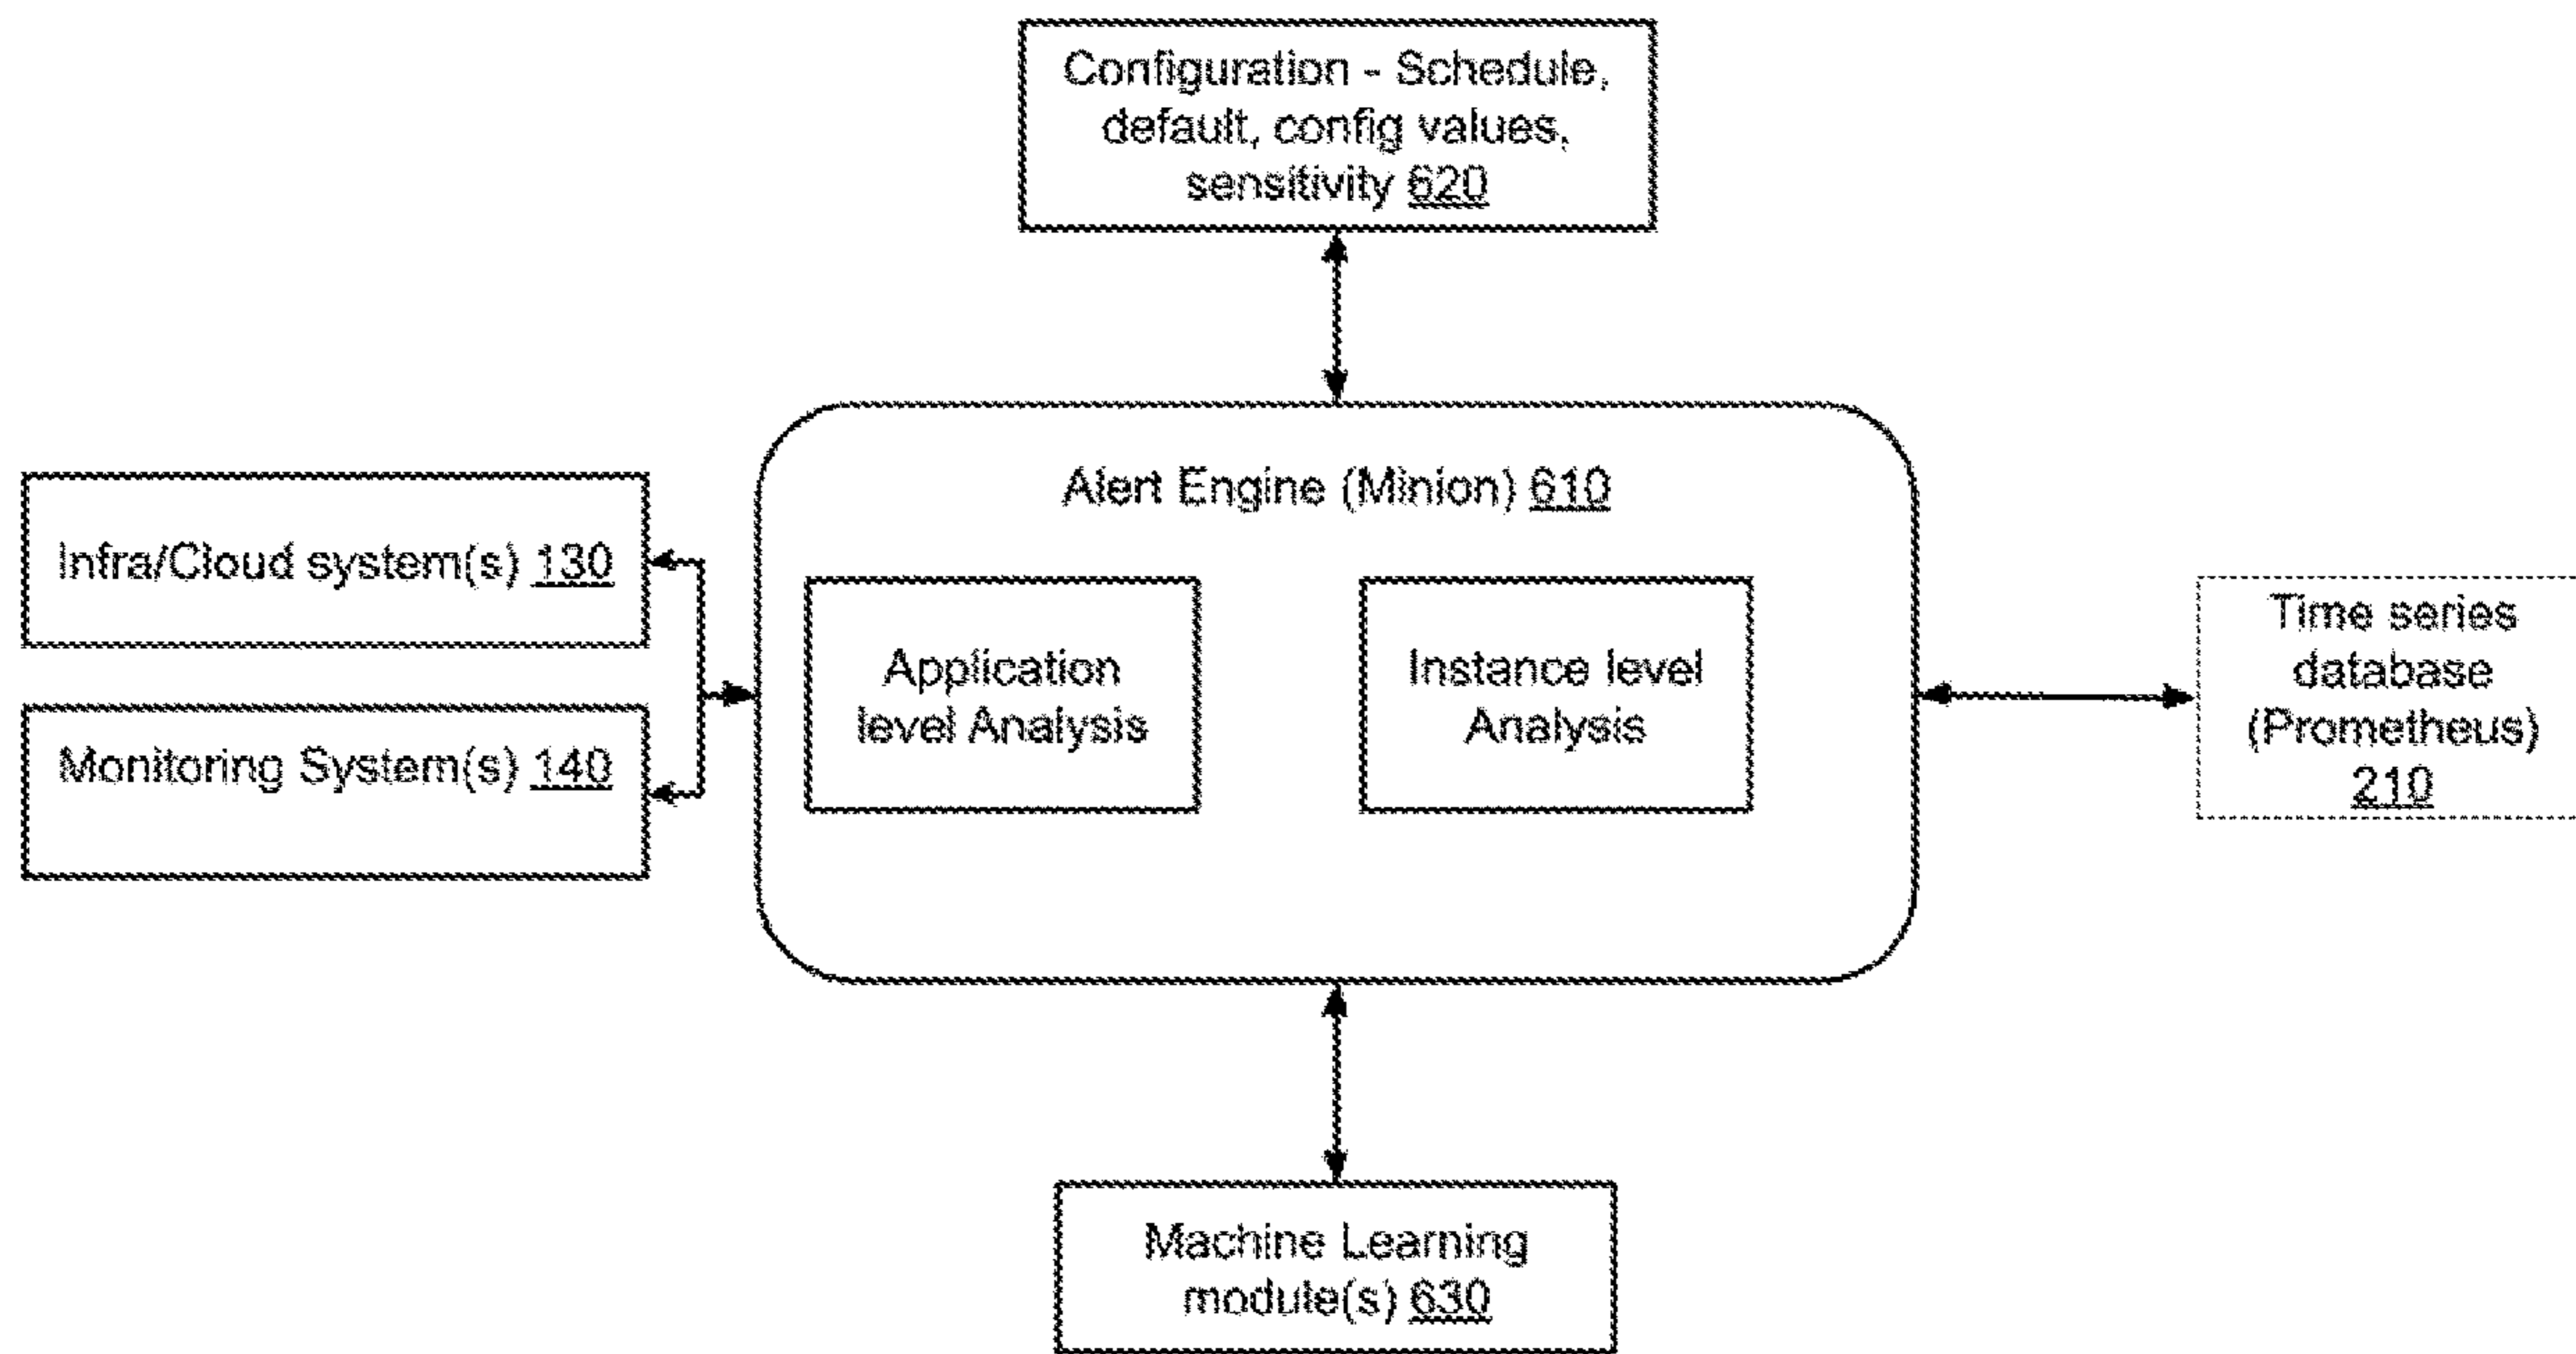 Configuration - Schedule,
default, config values,
sensitivity 620
Alert Engine (Minion) 610
Infra/Cloud system(s) 130
Monitoring System(s) 140
Application
level Analysis
Instance level
Analysis
Time series
database
(Prometheus)
210
Machine Learning
module(s) 630